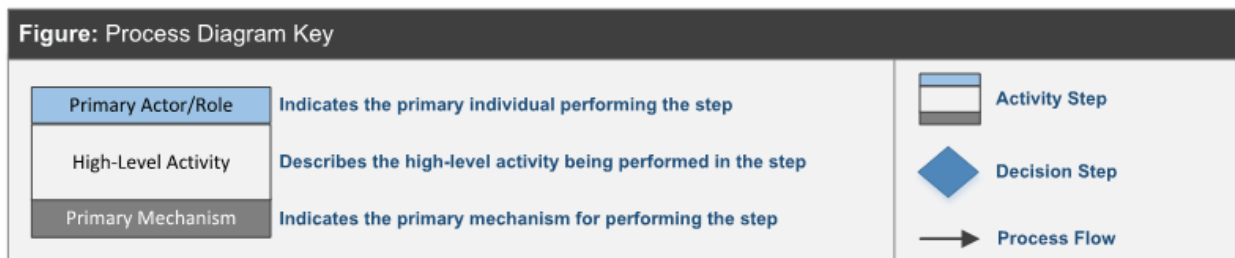 Figure: Process Diagram Key
Primary Actor/Role
Indicates the primary individual performing the step
High-Level Activity
Describes the high-level activity being performed in the step
Primary Mechanism
Indicates the primary mechanism for performing the step
Activity Step
Decision Step
Process Flow